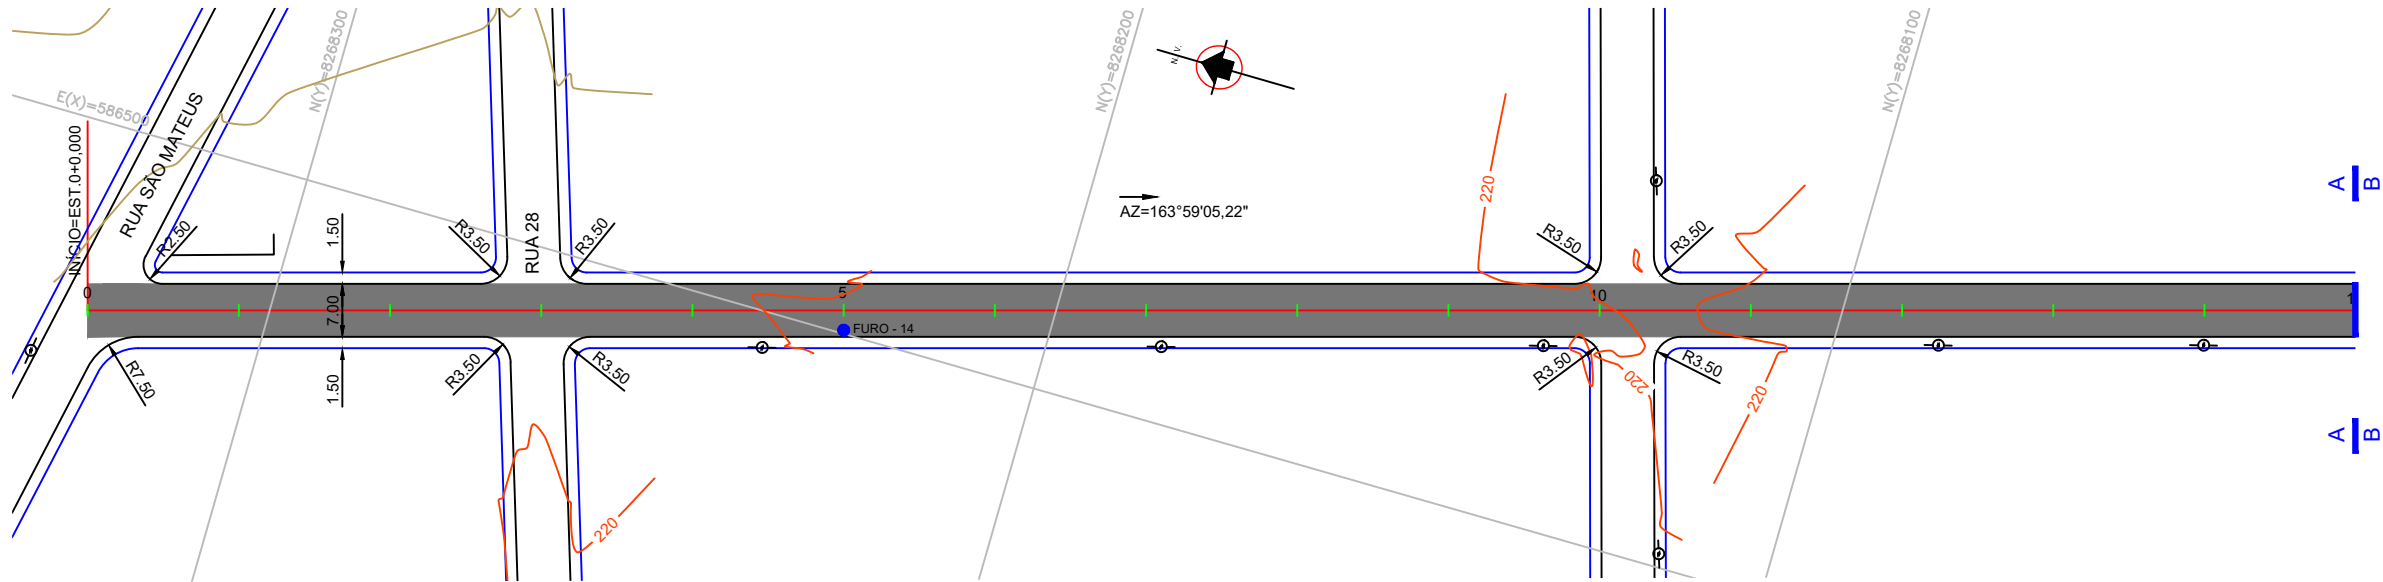 E(X)=586500
N(Y)=8268300
N(Y)=8268200
N(Y)=8268100
N.V.
INÍCIO=EST.0+0,000
RUA SÃO MATEUS
RUA 28
AZ=163°59'05,22"
R2.50
1.50
R3.50
R3.50
220
R3.50
R3.50
A
B
0
5
10
1
7.00
FURO - 14
R7.50
1.50
R3.50
R3.50
R3.50
220
R3.50
220
A
B
220